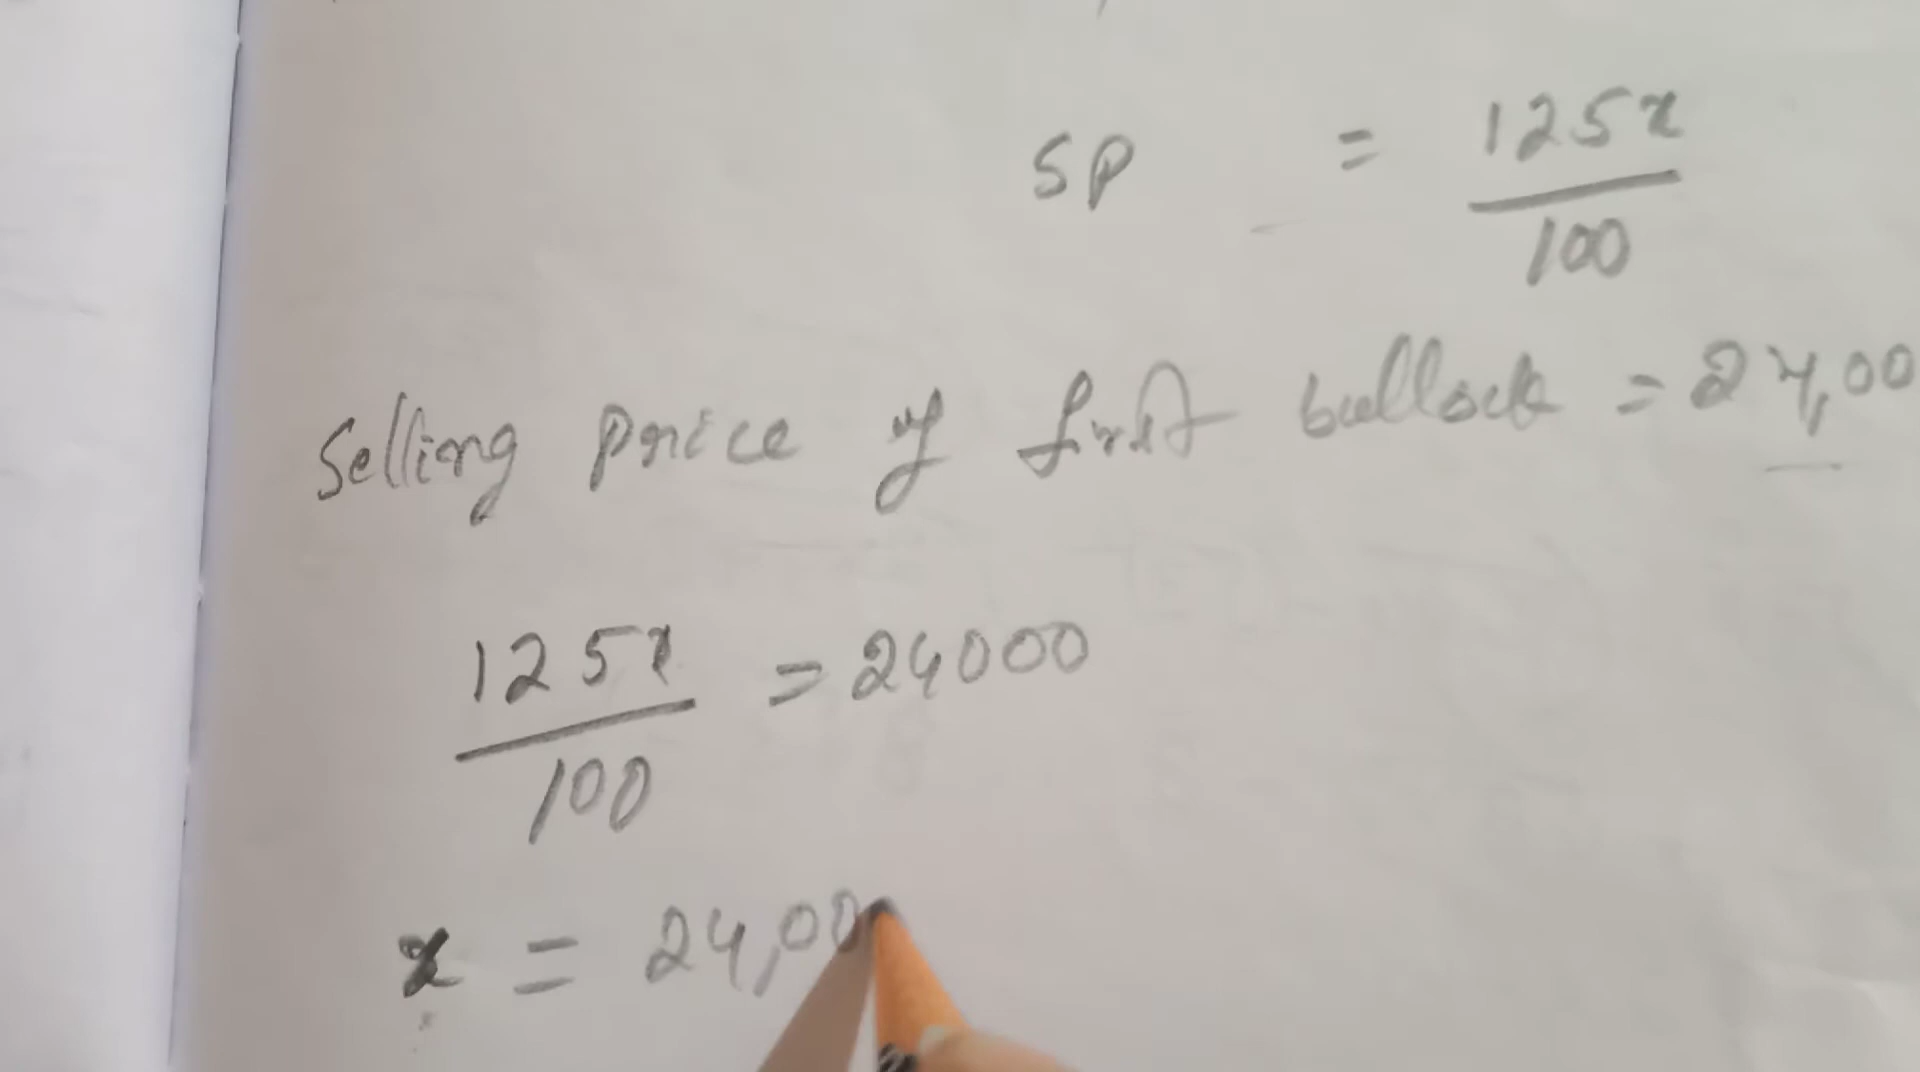 SP = 125x
100
Selling price of first bullock = 24,00
125x = 24000
100
x = 24,00